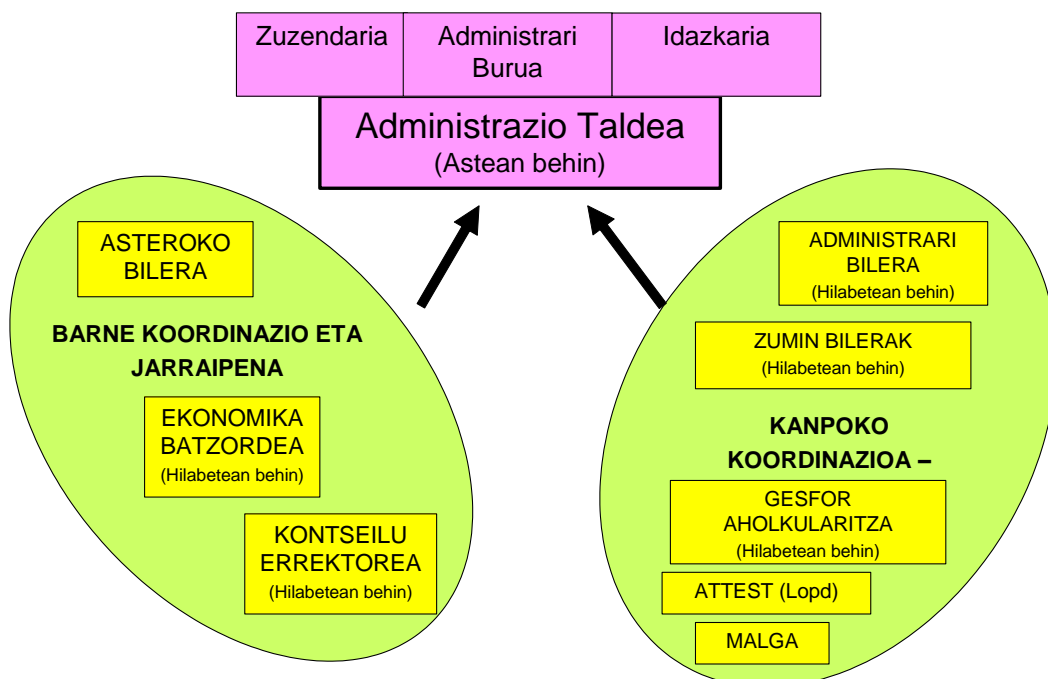 Zuzendaria
Administrari
Burua
Idazkaria
Administrazio Taldea
(Astean behin)
ASTEROKO
BILERA
BARNE KOORDINAZIO ETA
JARRAIPENA
EKONOMIKA
BATZORDEA
(Hilabetean behin)
KONTSEILU
ERREKTOREA
(Hilabetean behin)
ADMINISTRARI
BILERA
(Hilabetean behin)
ZUMIN BILERAK
(Hilabetean behin)
KANPOKO
KOORDINAZIOA –
GESFOR
AHOLKULARITZA
(Hilabetean behin)
ATTEST (Lopd)
MALGA